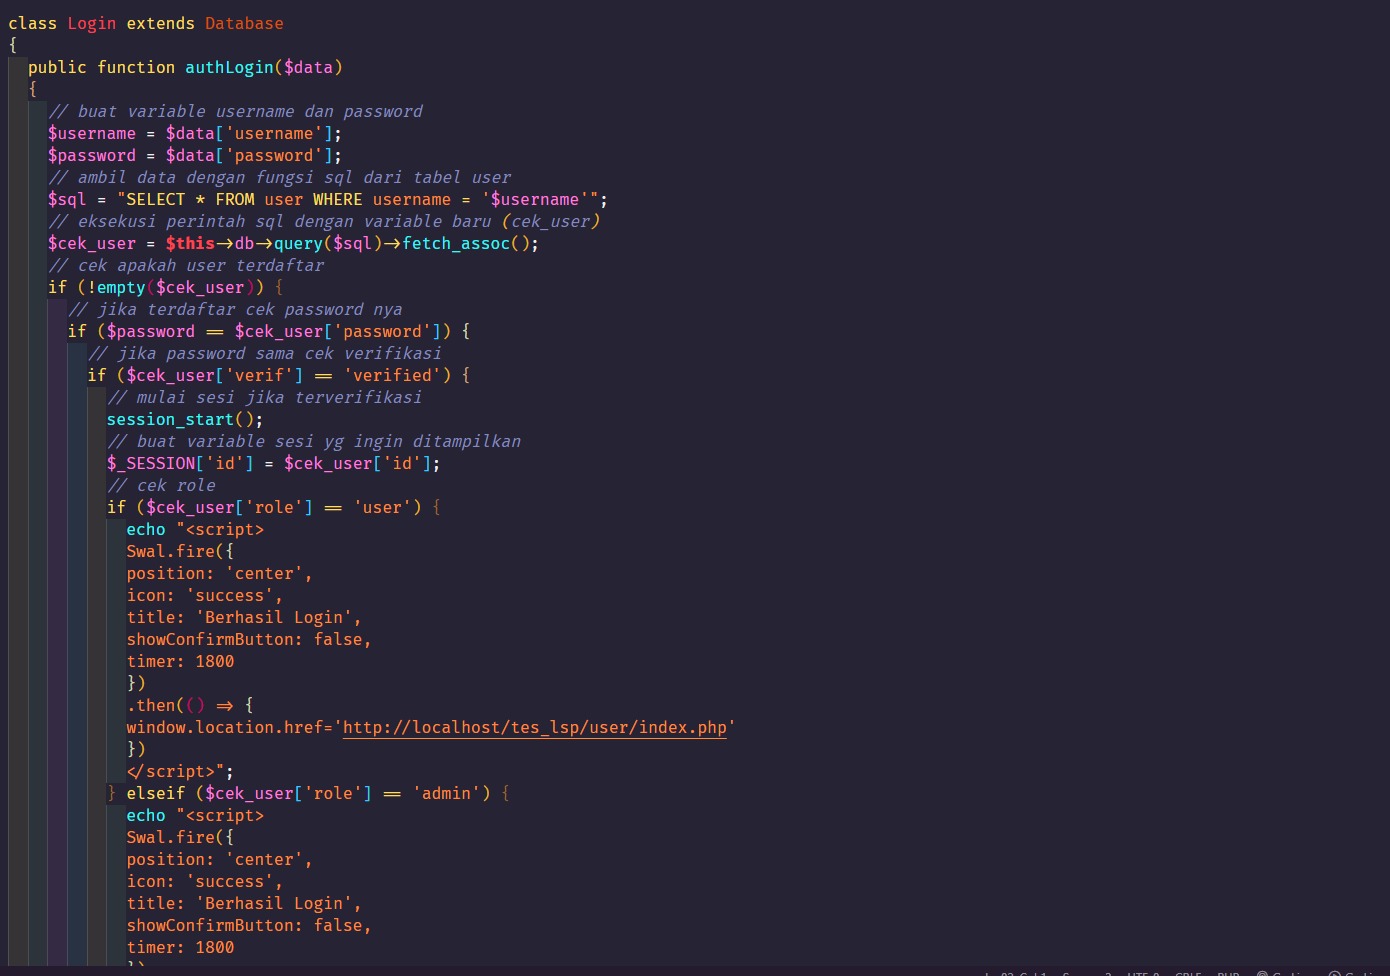 class Login extends Database
{
public function authLogin($data)
{
// buat variable username dan password
$username = $data['username'];
$password = $data['password'];
// ambil data dengan fungsi sql dari tabel user
$sql = "SELECT * FROM user WHERE username = '$username'";
// eksekusi perintah sql dengan variable baru (cek_user)
$cek_user = $this->db->query($sql)->fetch_assoc();
// cek apakah user terdaftar
if (!empty($cek_user)) {
// jika terdaftar cek password nya
if ($password == $cek_user['password']) {
// jika password sama cek verifikasi
if ($cek_user['verif'] == 'verified') {
// mulai sesi jika terverifikasi
session_start();
// buat variable sesi yg ingin ditampilkan
$_SESSION['id'] = $cek_user['id'];
// cek role
if ($cek_user['role'] == 'user') {
echo "<script>
Swal.fire({
position: 'center',
icon: 'success',
title: 'Berhasil Login',
showConfirmButton: false,
timer: 1800
})
.then(() => {
window.location.href='http://localhost/tes_lsp/user/index.php'
})
</script>";
} elseif ($cek_user['role'] == 'admin') {
echo "<script>
Swal.fire({
position: 'center',
icon: 'success',
title: 'Berhasil Login',
showConfirmButton: false,
timer: 1800
})